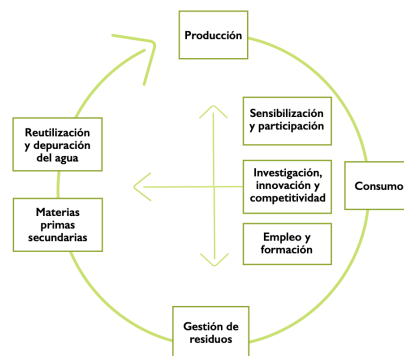 Producción
Sensibilización
y participación
Reutilización
y depuración
del agua
Investigación,
innovación y
competitividad
Consumo
Materias
primas
secundarias
Empleo y
formación
Gestión de
residuos